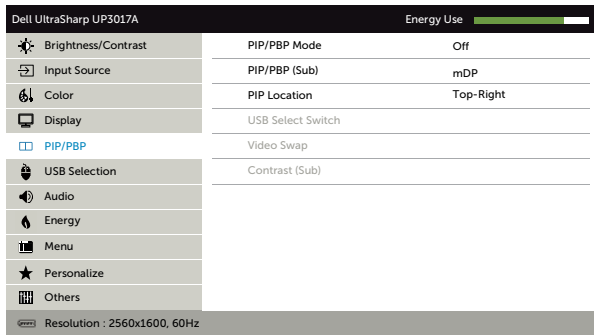 Dell UltraSharp UP3017A Energy Use
Brightness/Contrast PIP/PBP Mode Off
Input Source PIP/PBP (Sub) mDP
Color PIP Location Top-Right
Display USB Select Switch
PIP/PBP Video Swap
USB Selection Contrast (Sub)
Audio
Energy
Menu
Personalize
Others
Resolution : 2560x1600, 60Hz